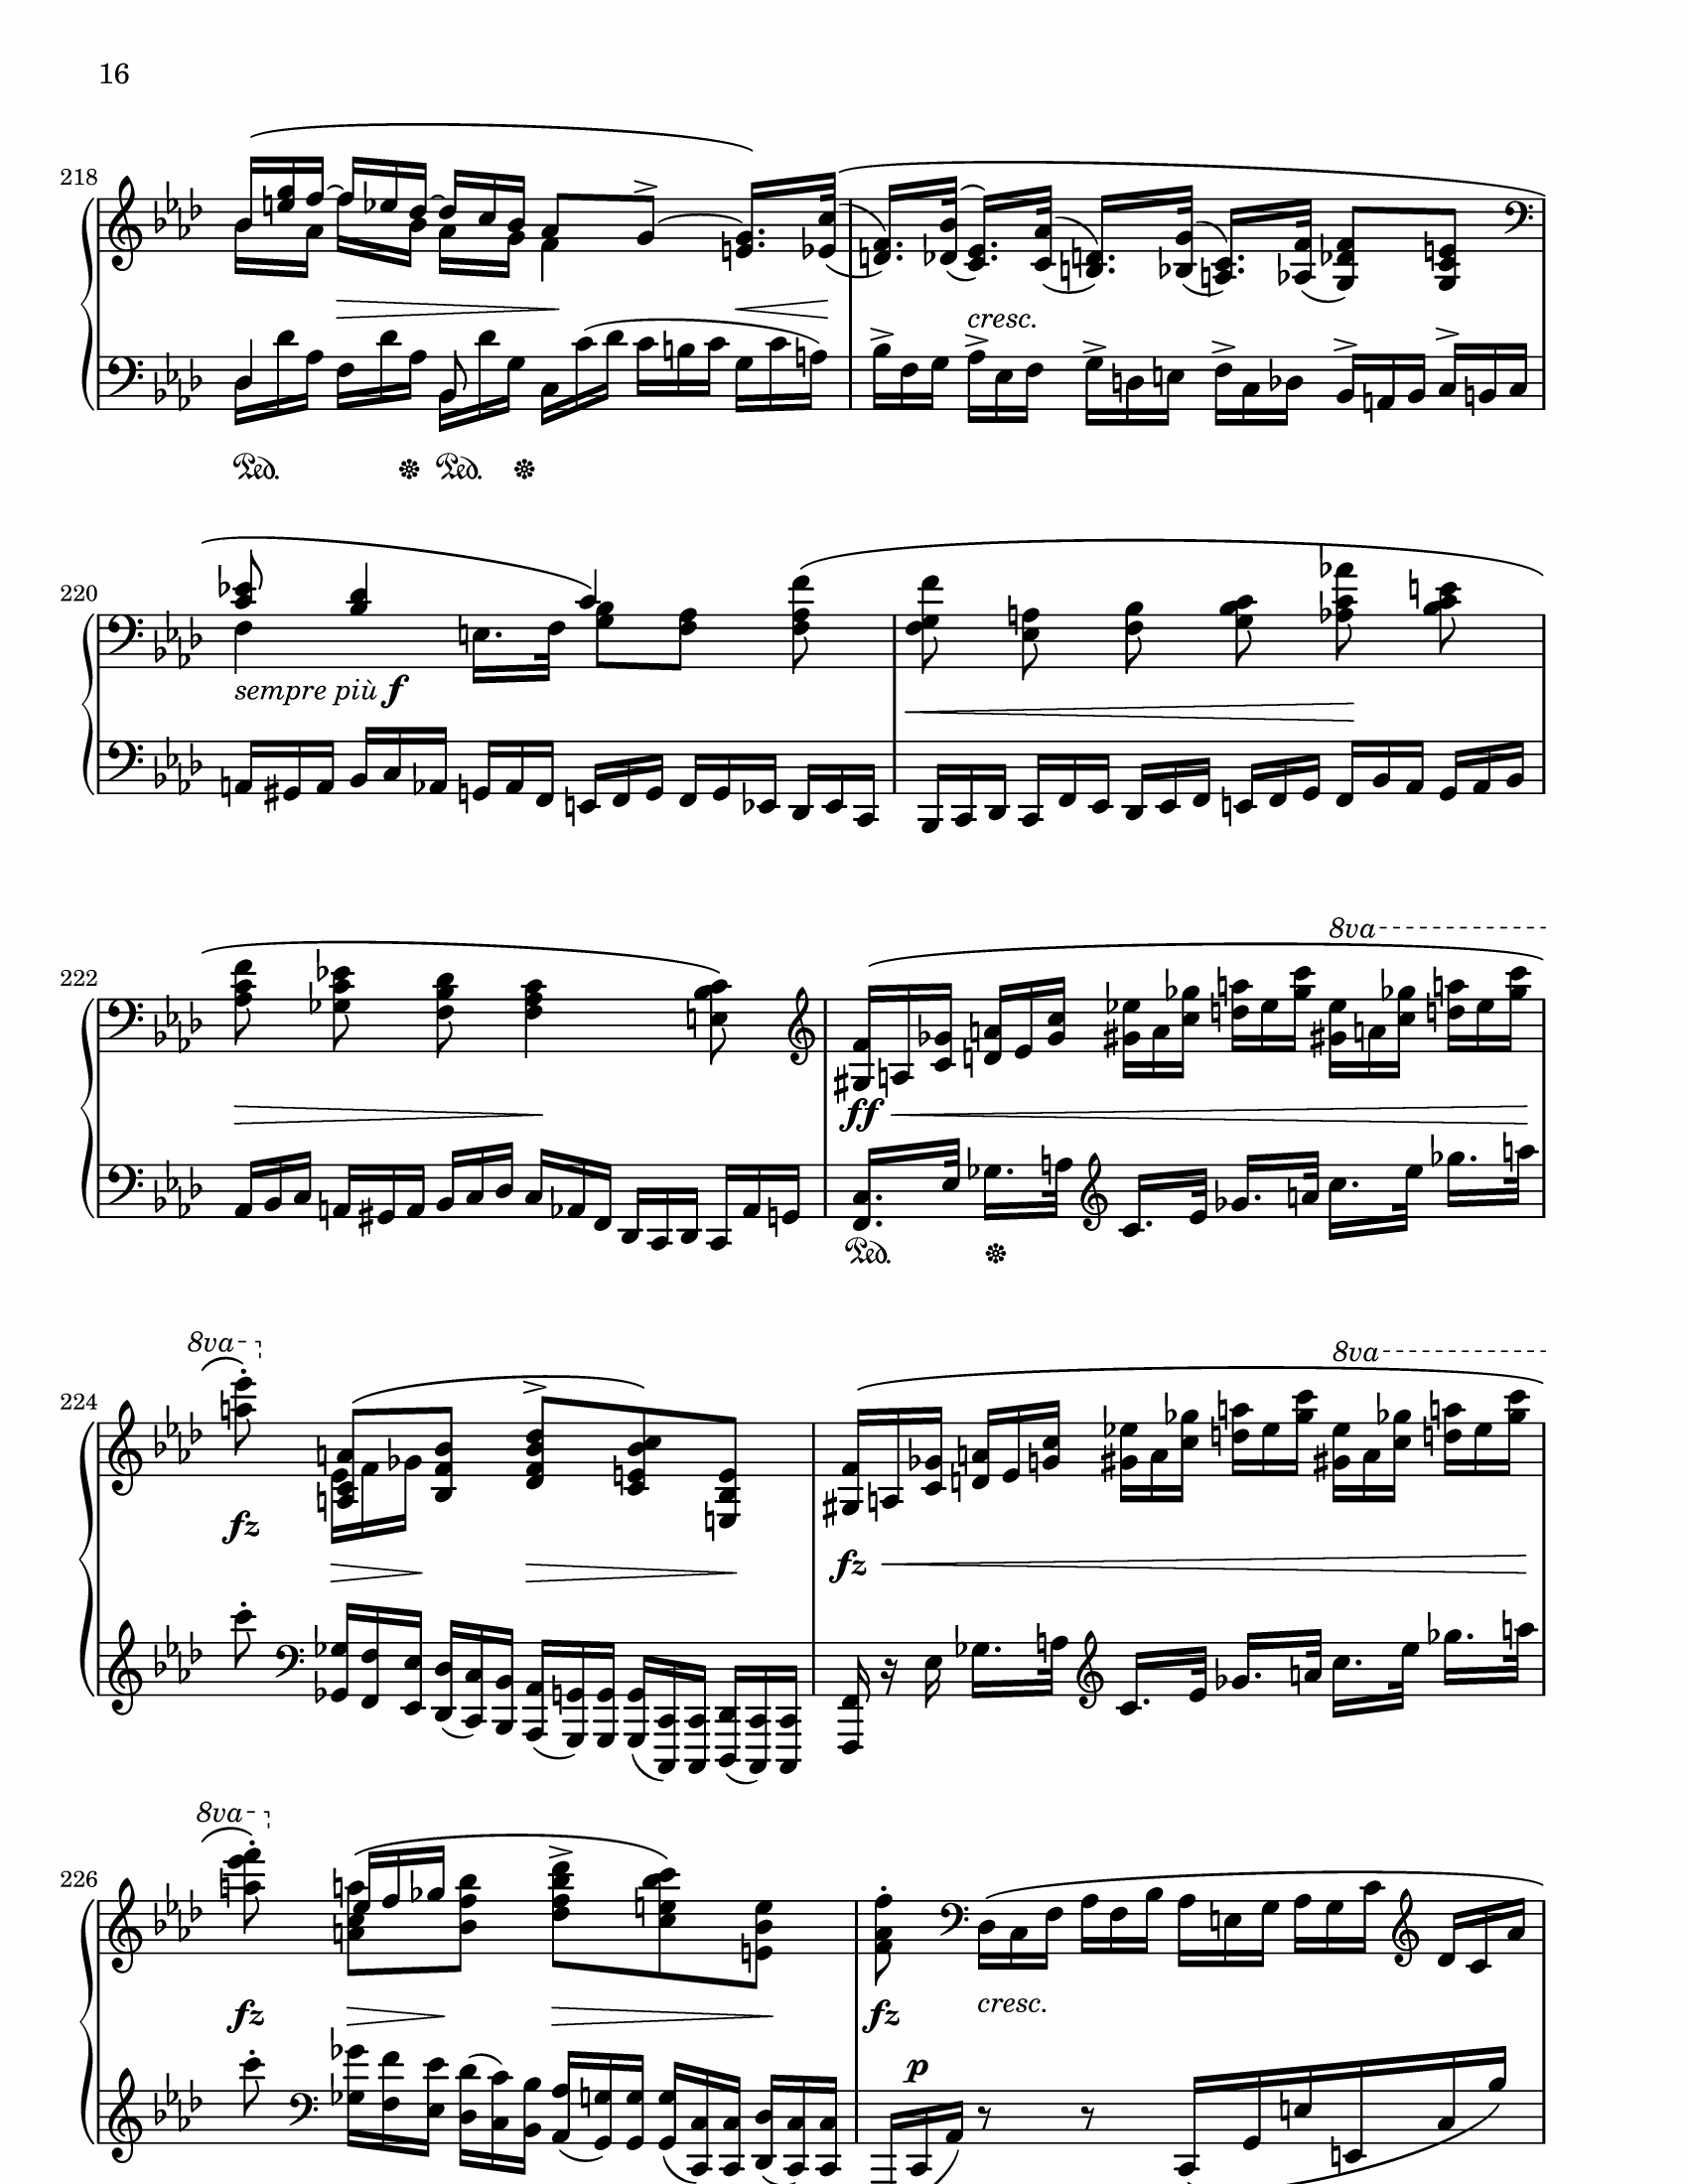 16
218
cresc.
Ped. * Ped. *
220
sempre più f
8va
222
ff
Ped. *
8va 8va
224
fz fz
8va
226
fz fz
cresc.
p